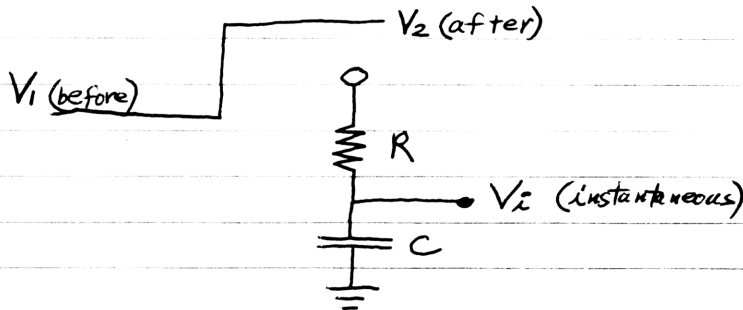 V2 (after)
V1 (before)
R
Vi (instantaneous)
C